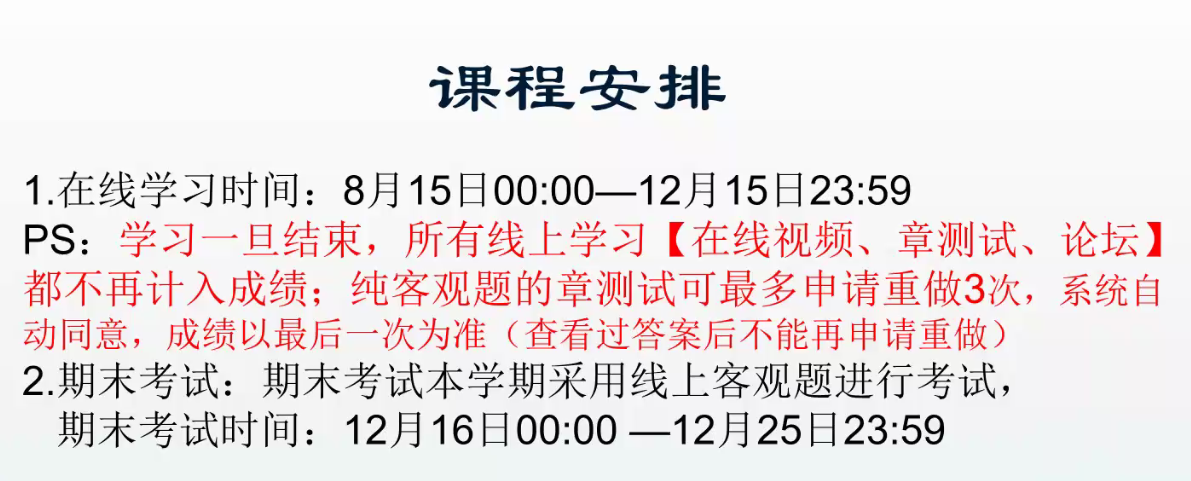 课程安排
1.在线学习时间：8月15日00:00—12月15日23:59
PS：学习一旦结束，所有线上学习【在线视频、章测试、论坛】
都不再计入成绩；纯客观题的章测试可最多申请重做3次，系统自
动同意，成绩以最后一次为准（查看过答案后不能再申请重做）
2.期末考试：期末考试本学期采用线上客观题进行考试，
期末考试时间：12月16日00:00 —12月25日23:59